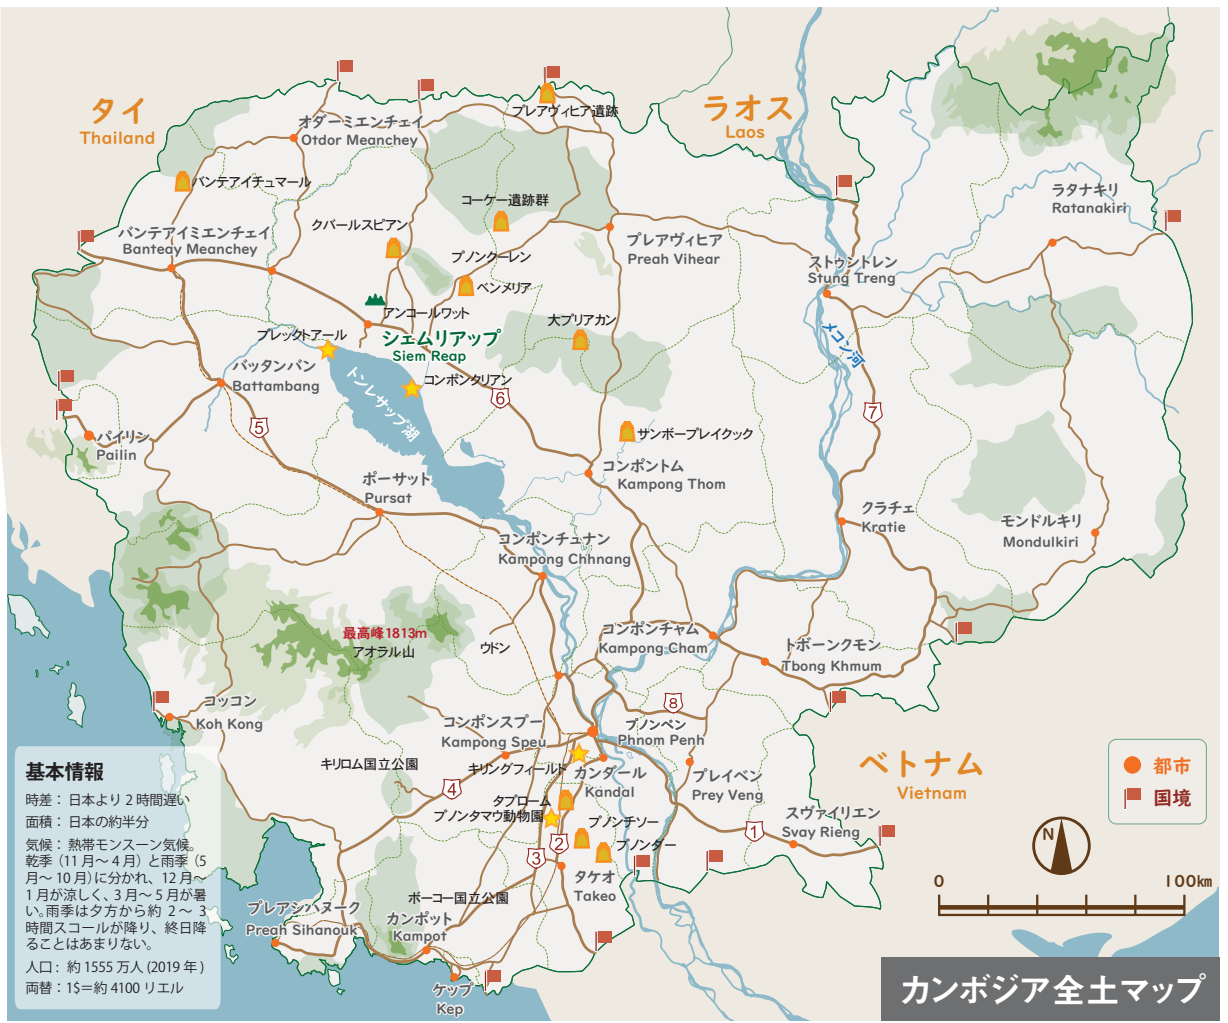 タイ
Thailand
ラオス
Laos
プレアヴィヒア遺跡
オダーミエンチェイ
Otdor Meanchey
バンテアイチュマール
コーケー遺跡群
ラタナキリ
Ratanakiri
クバールスピアン
バンテアイミエンチェイ
Banteay Meanchey
プレアヴィヒア
Preah Vihear
プノンクーレン
ストゥントレン
Stung Treng
ベンメリア
アンコールワット
大プリアカン
プレックトアール
シェムリアップ
Siem Reap
メコン河
バッタンバン
Battambang
トンレサップ湖
コンポンタリアン
6
7
5
パイリン
Pailin
サンボープレイクック
コンポントム
Kampong Thom
ポーサット
Pursat
クラチェ
Kratie
モンドルキリ
Mondulkiri
コンポンチュナン
Kampong Chhnang
最高峰1813m
アオラル山
ウドン
コンポンチャム
Kampong Cham
トボーンクモン
Tbong Khmum
コッコン
Koh Kong
8
コンポンスプー
Kampong Speu
プノンペン
Phnom Penh
キリロム国立公園
キリングフィールド
カンダール
Kandal
プレイベン
Prey Veng
ベトナム
Vietnam
都市
国境
4
タプローム
プノンタマウ動物園
プノンチソー
プノンダー
スヴァイリエン
Svay Rieng
1
2
3
タケオ
Takeo
ボーコー国立公園
カンポット
Kampot
プレアシハヌーク
Preah Sihanouk
ケップ
Kep
N
0
100km
基本情報
時差：日本より2時間遅い
面積：日本の約半分
気候：熱帯モンスーン気候。
乾季（11月～4月）と雨季（5
月～10月）に分かれ、12月～
1月が涼しく、3月～5月が暑
い。雨季は夕方から約 2 ～ 3
時間スコールが降り、終日降
ることはあまりない。
人口：約1555万人(2019年)
両替：1$＝約4100リエル
カンボジア全土マップ